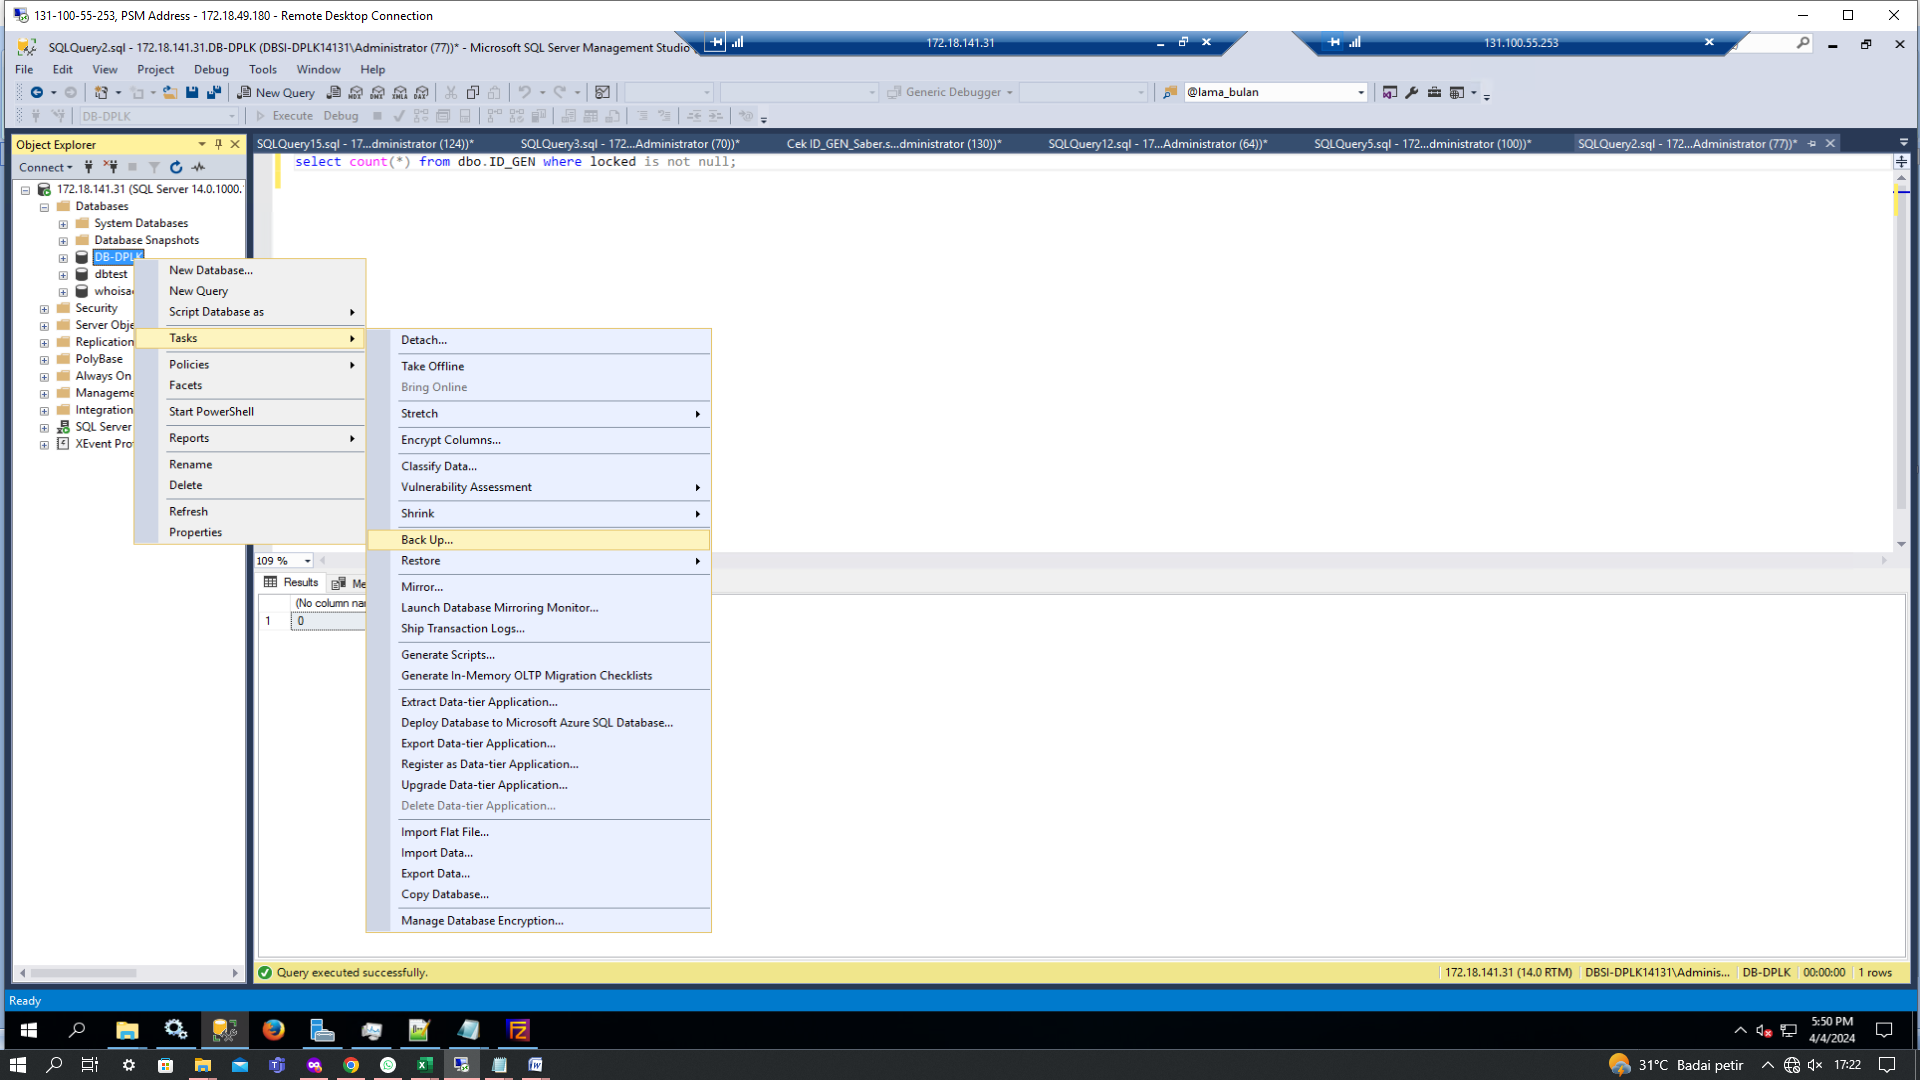 131-100-55-253, PSM Address - 172.18.49.180 - Remote Desktop Connection
SQLQuery2.sql - 172.18.141.31.DB-DPLK (DBSI-DPLK14131\Administrator (77))* - Microsoft SQL Server Management Studio
172.18.141.31
131.100.55.253
File Edit View Project Debug Tools Window Help
New Query
Generic Debugger
@lama_bulan
DB-DPLK
Execute Debug
Object Explorer
SQLQuery15.sql - 17...dministrator (124))*
SQLQuery3.sql - 172...Administrator (70))*
Cek ID_GEN_Saber.s...dministrator (130))*
SQLQuery12.sql - 17...Administrator (64))*
SQLQuery5.sql - 172...dministrator (100))*
SQLQuery2.sql - 172...Administrator (77))*
Connect
select count(*) from dbo.ID_GEN where locked is not null;
172.18.141.31 (SQL Server 14.0.1000.
Databases
System Databases
Database Snapshots
DB-DPLK
dbtest
whoisa
Security
Server Obje
Replication
PolyBase
Always On
Manageme
Integration
SQL Server
XEvent Pro
New Database...
New Query
Script Database as
Tasks
Policies
Facets
Start PowerShell
Reports
Rename
Delete
Refresh
Properties
Detach...
Take Offline
Bring Online
Stretch
Encrypt Columns...
Classify Data...
Vulnerability Assessment
Shrink
Back Up...
Restore
Mirror...
Launch Database Mirroring Monitor...
Ship Transaction Logs...
Generate Scripts...
Generate In-Memory OLTP Migration Checklists
Extract Data-tier Application...
Deploy Database to Microsoft Azure SQL Database...
Export Data-tier Application...
Register as Data-tier Application...
Upgrade Data-tier Application...
Delete Data-tier Application...
Import Flat File...
Import Data...
Export Data...
Copy Database...
Manage Database Encryption...
109 %
Results Me
(No column nam
1 0
Query executed successfully.
172.18.141.31 (14.0 RTM) DBSI-DPLK14131\Adminis... DB-DPLK 00:00:00 1 rows
Ready
5:50 PM
4/4/2024
31°C Badai petir
17:22